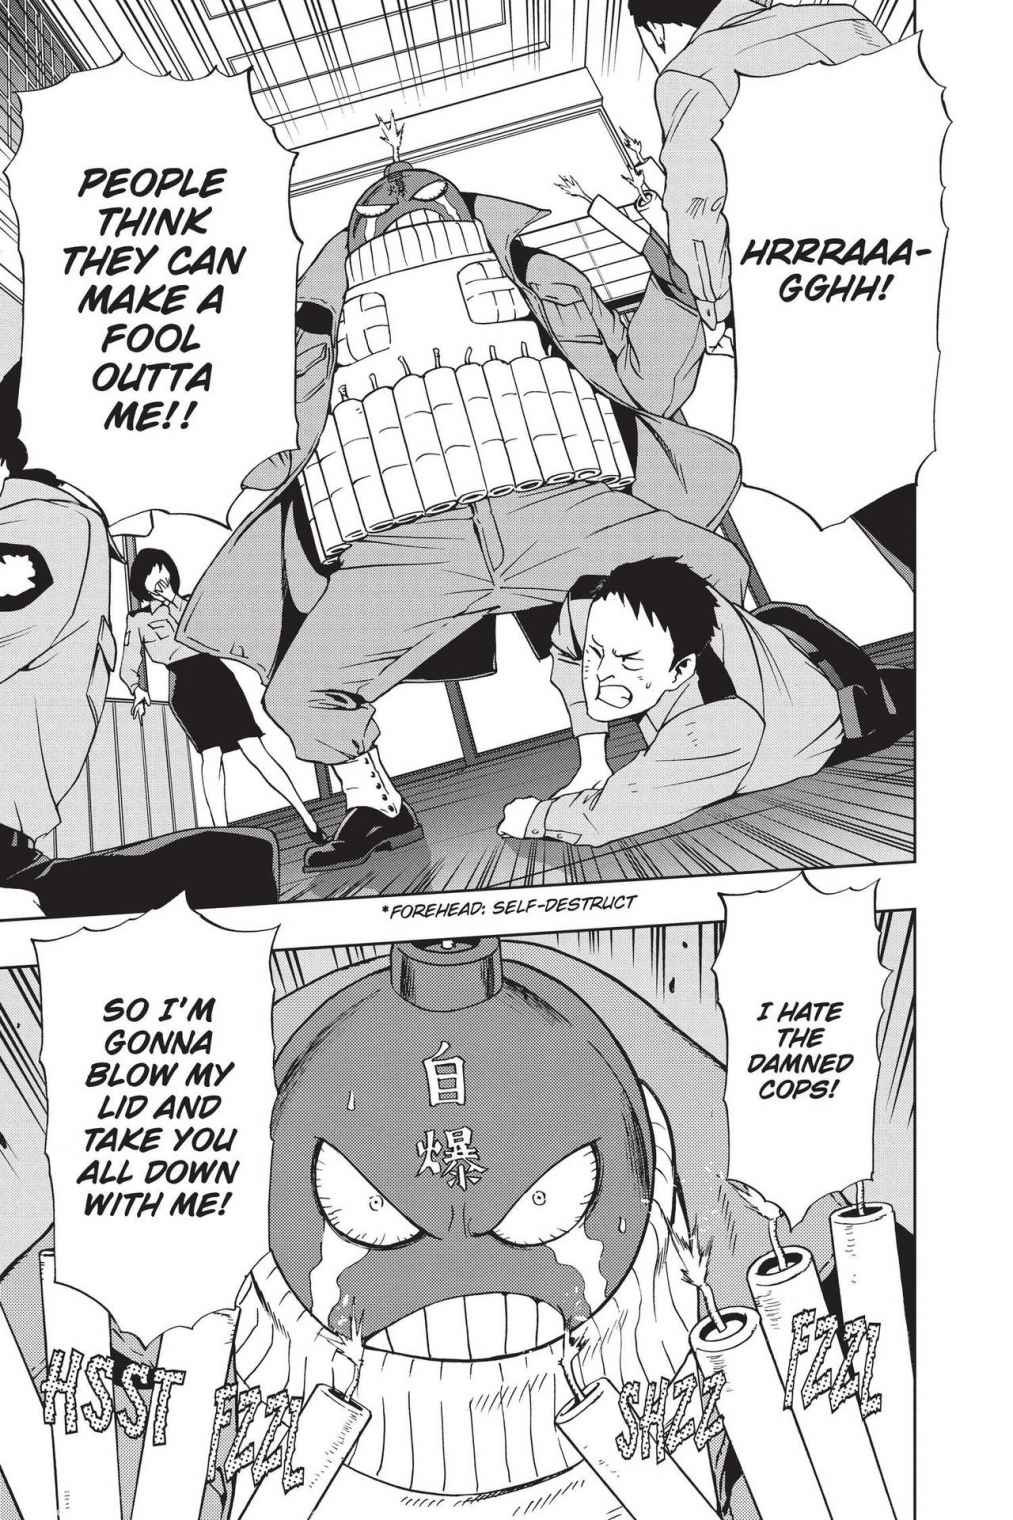 HRRRAAA-
GGHH!
PEOPLE
THINK
THEY CAN
MAKE A
FOOL
OUTTA
ME!!
*FOREHEAD: SELF-DESTRUCT
I HATE
THE
DAMNED
COPS!
自
爆
SO I'M
GONNA
BLOW MY
LID AND
TAKE YOU
ALL DOWN
WITH ME!
FZZL
SHZZ
FZZL
HSST